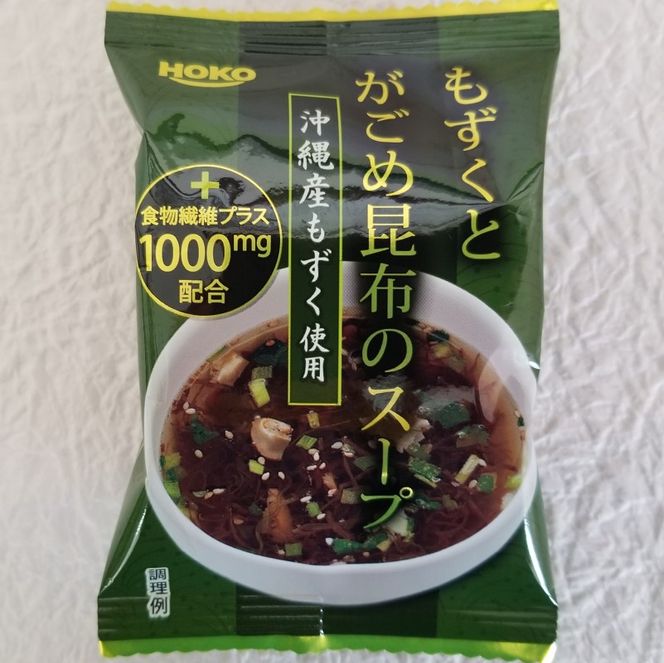 HOKO
もずくと
がごめ昆布のスープ
沖縄産もずく使用
+
食物繊維プラス
1000mg
配合
調理例